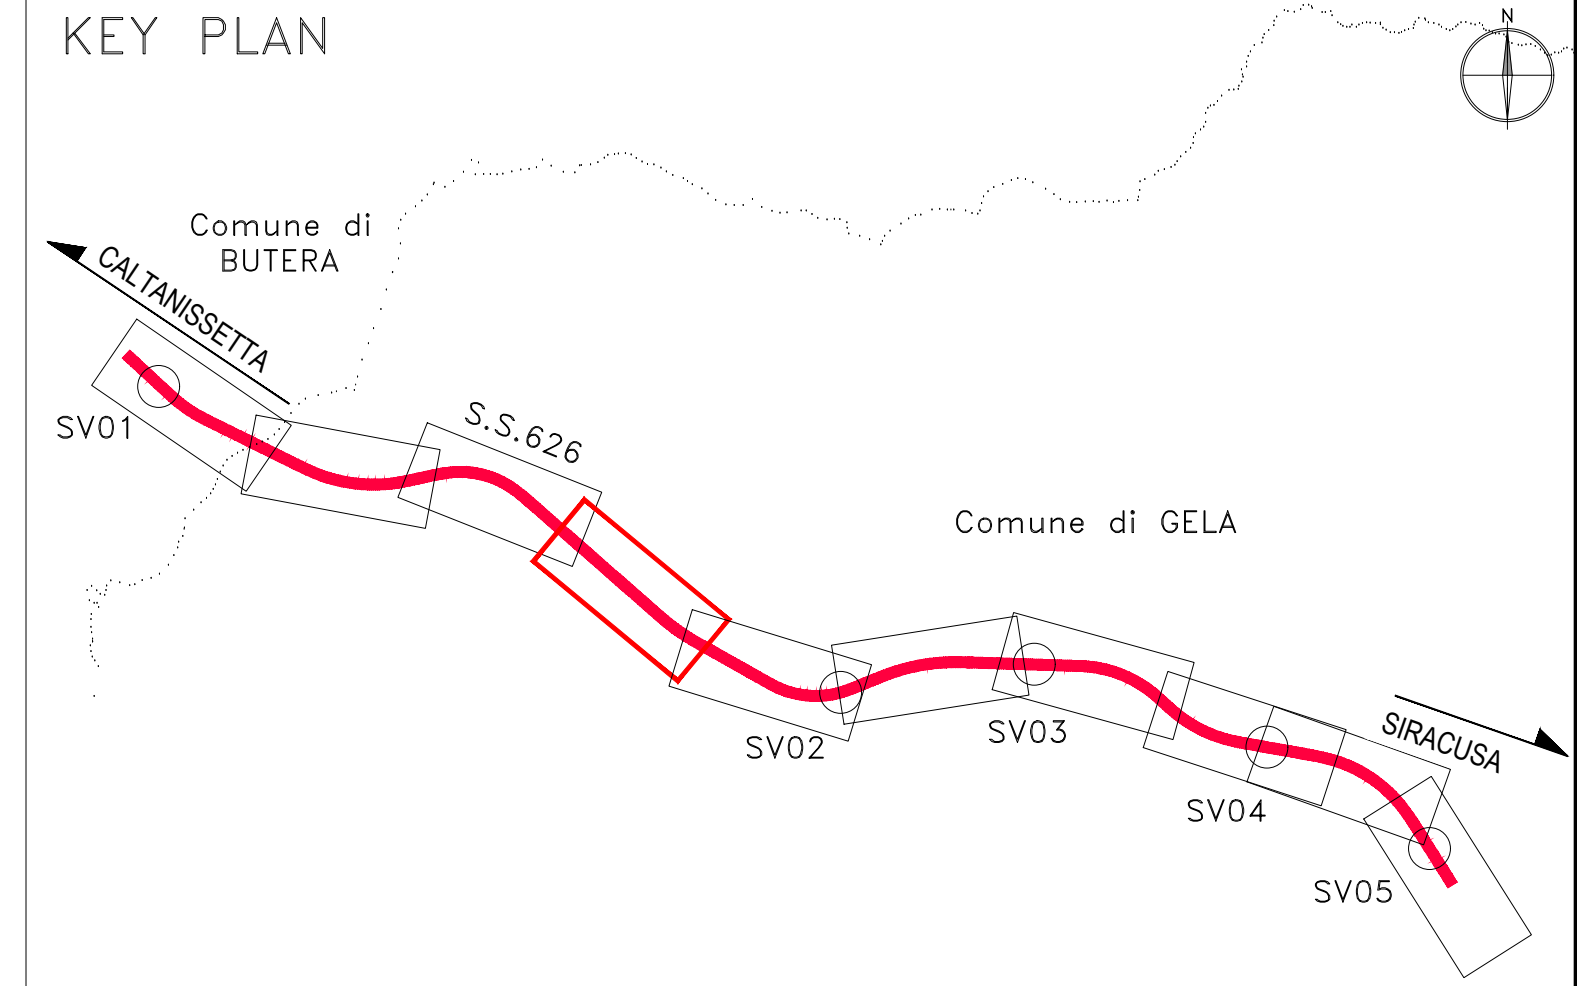 KEY PLAN
N
Comune di
BUTERA
CALTANISSETTA
SV01
S.S.626
Comune di GELA
SV02
SV03
SIRACUSA
SV04
SV05